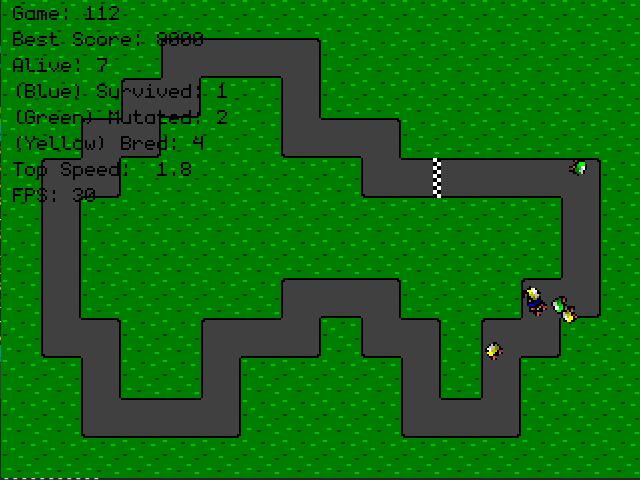 Game: 112
Best Score: 8000
Alive: 7
(Blue) Survived: 1
(Green) Mutated: 2
(Yellow) Bred: 4
Top Speed: 1.8
FPS: 30